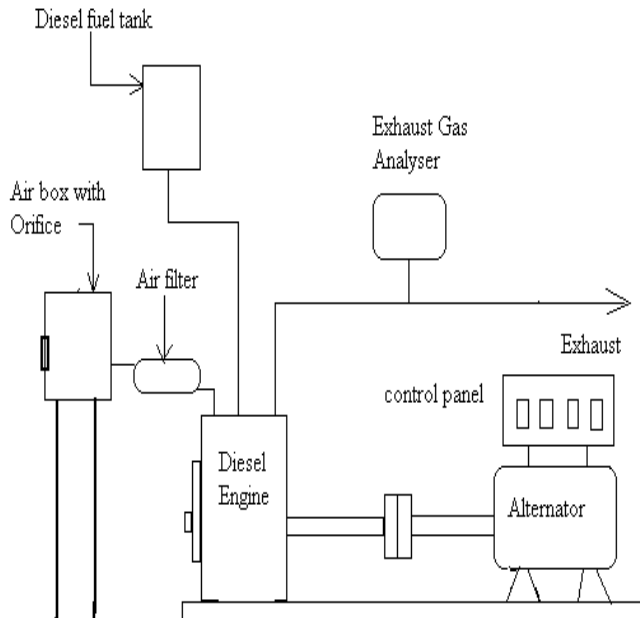 Diesel fuel tank
Exhaust Gas
Analyser
Air box with
Orifice
Air filter
Exhaust
control panel
Diesel
Engine
Alternator